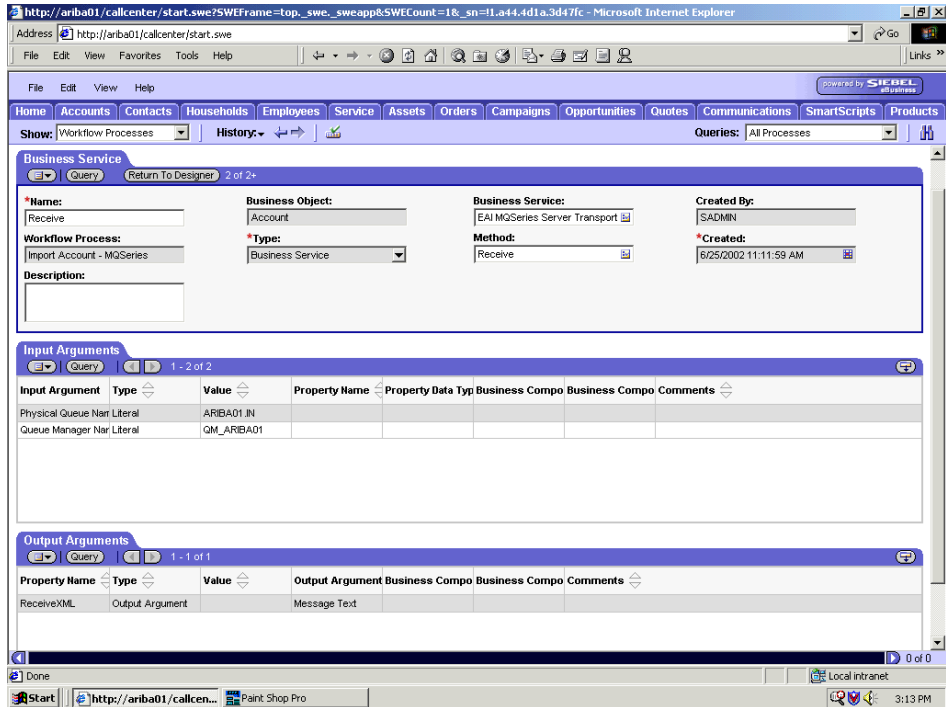 http://ariba01/callcenter/start.swe?SWEFrame=top._swe._sweapp&SWECount=1&_sn=!1.a44.4d1a.3d47fc - Microsoft Internet Explorer
Address http://ariba01/callcenter/start.swe Go
File Edit View Favorites Tools Help Links »
File Edit View Help powered by SIEBEL eBusiness
Home Accounts Contacts Households Employees Service Assets Orders Campaigns Opportunities Quotes Communications SmartScripts Products
Show: Workflow Processes History: Queries: All Processes
Business Service
Query Return To Designer 2 of 2+
*Name: Business Object: Business Service: Created By:
Receive Account EAI MQSeries Server Transport SADMIN
Workflow Process: *Type: Method: *Created:
Import Account - MQSeries Business Service Receive 6/25/2002 11:11:59 AM
Description:
Input Arguments
Query 1 - 2 of 2
Input Argument Type Value Property Name Property Data Typ Business Compo Business Compo Comments
Physical Queue Nam Literal ARIBA01.IN
Queue Manager Nar Literal QM_ARIBA01
Output Arguments
Query 1 - 1 of 1
Property Name Type Value Output Argument Business Compo Business Compo Comments
ReceiveXML Output Argument Message Text
0 of 0
Done Local intranet
Start http://ariba01/callcen... Paint Shop Pro 3:13 PM